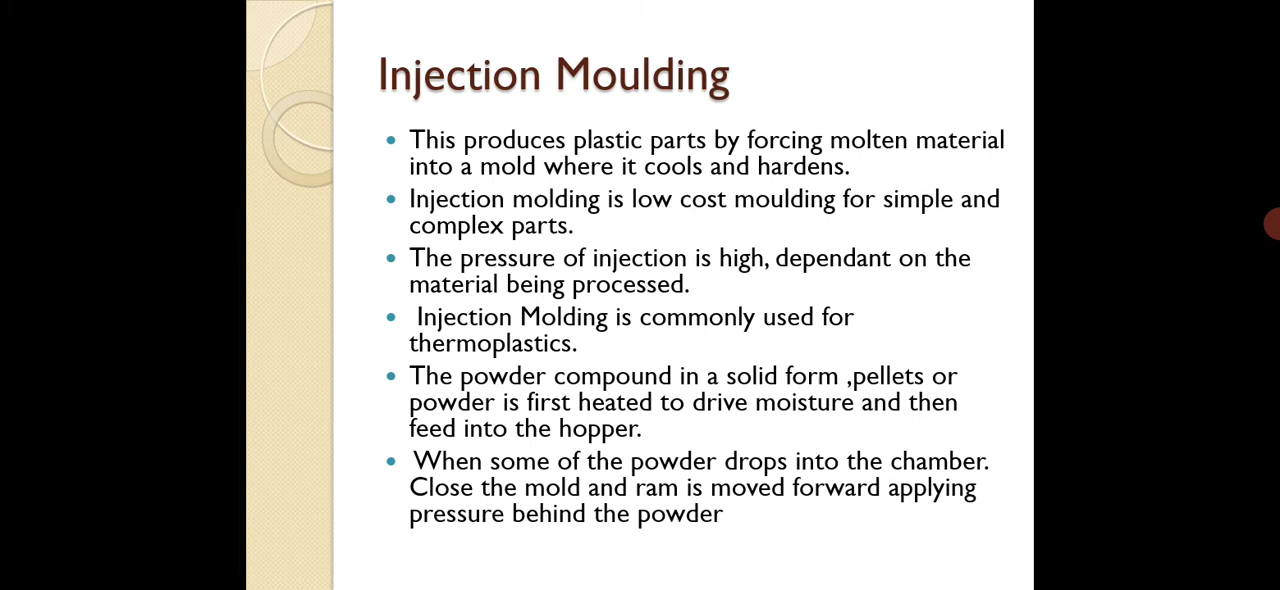 Injection Moulding
This produces plastic parts by forcing molten material
into a mold where it cools and hardens.
Injection molding is low cost moulding for simple and
complex parts.
The pressure of injection is high, dependant on the
material being processed.
Injection Molding is commonly used for
thermoplastics.
The powder compound in a solid form ,pellets or
powder is first heated to drive moisture and then
feed into the hopper.
When some of the powder drops into the chamber.
Close the mold and ram is moved forward applying
pressure behind the powder